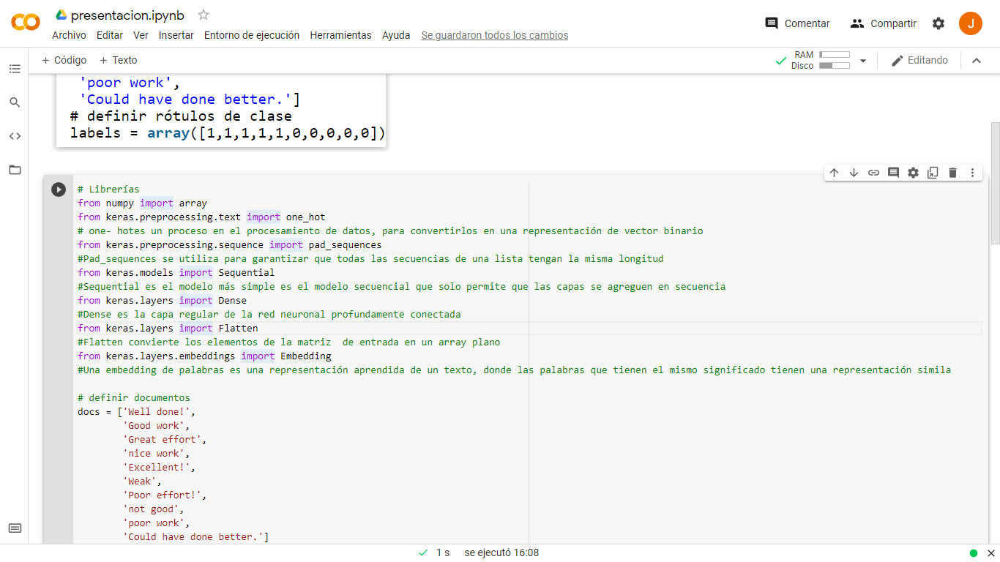 presentacion.ipynb
Archivo Editar Ver Insertar Entorno de ejecución Herramientas Ayuda Se guardaron todos los cambios
Comentar Compartir J
+ Código + Texto
RAM
Disco
Editando
'poor work',
'Could have done better.']
# definir rótulos de clase
labels = array([1,1,1,1,1,0,0,0,0,0])
# Librerías
from numpy import array
from keras.preprocessing.text import one_hot
# one- hotes un proceso en el procesamiento de datos, para convertirlos en una representación de vector binario
from keras.preprocessing.sequence import pad_sequences
#Pad_sequences se utiliza para garantizar que todas las secuencias de una lista tengan la misma longitud
from keras.models import Sequential
#Sequential es el modelo más simple es el modelo secuencial que solo permite que las capas se agreguen en secuencia
from keras.layers import Dense
#Dense es la capa regular de la red neuronal profundamente conectada
from keras.layers import Flatten
#Flatten convierte los elementos de la matriz  de entrada en un array plano
from keras.layers.embeddings import Embedding
#Una embedding de palabras es una representación aprendida de un texto, donde las palabras que tienen el mismo significado tienen una representación simila
# definir documentos
docs = ['Well done!',
'Good work',
'Great effort',
'nice work',
'Excellent!',
'Weak',
'Poor effort!',
'not good',
'poor work',
'Could have done better.']
1 s se ejecutó 16:08